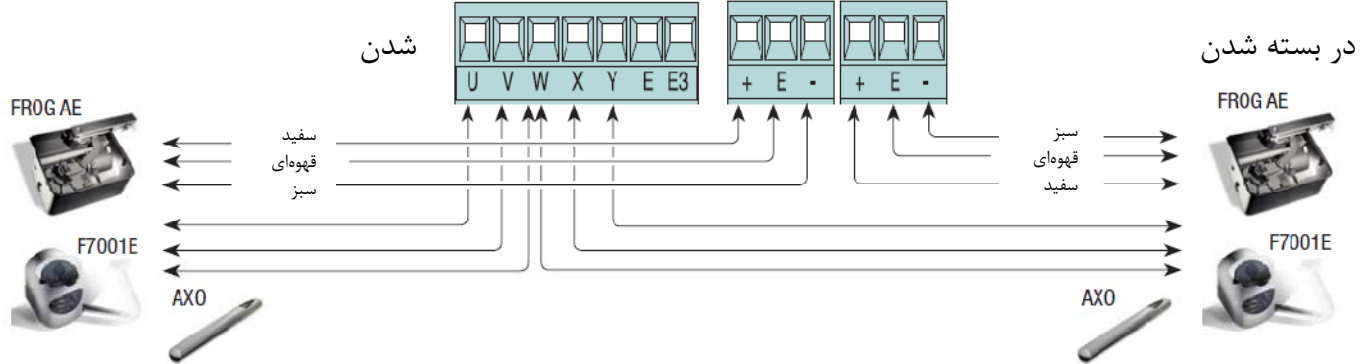 شدن
در بسته شدن
U V W X Y E E3
+ E -
+ E -
FROG AE
FROG AE
سفید
قهوه‌ای
سبز
سبز
قهوه‌ای
سفید
F7001E
F7001E
AXO
AXO